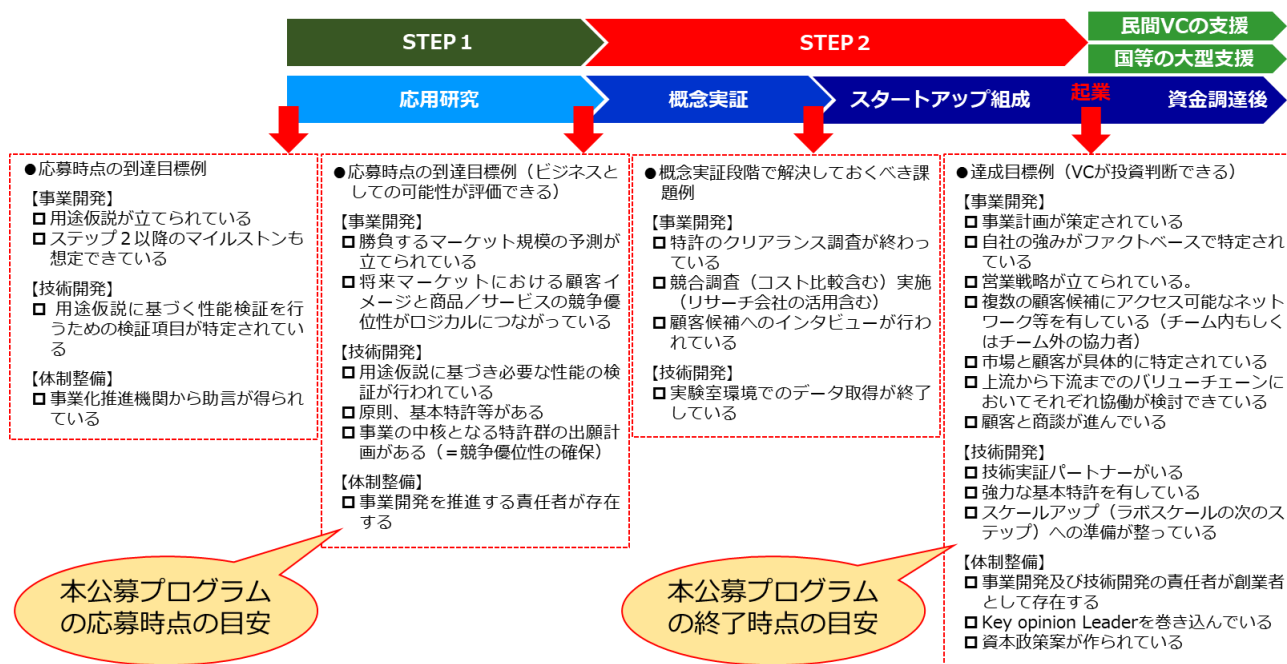 STEP１
STEP２
民間VCの支援
国等の大型支援
応用研究
概念実証
スタートアップ組成
起業
資金調達後
●応募時点の到達目標例
【事業開発】
用途仮説が立てられている
ステップ２以降のマイルストンも
想定できている
【技術開発】
用途仮説に基づく性能検証を行
うための検証項目が特定されてい
る
【体制整備】
事業化推進機関から助言が得られ
ている
●応募時点の到達目標例（ビジネスと
しての可能性が評価できる）
【事業開発】
勝負するマーケット規模の予測が
立てられている
将来マーケットにおける顧客イ
メージと商品／サービスの競争優
位性がロジカルにつながっている
【技術開発】
用途仮説に基づき必要な性能の検
証が行われている
原則、基本特許等がある
事業の中核となる特許群の出願計
画がある（＝競争優位性の確保）
【体制整備】
事業開発を推進する責任者が存在
する
●概念実証段階で解決しておくべき課
題例
【事業開発】
特許のクリアランス調査が終わっ
ている
競合調査（コスト比較含む）実施
（リサーチ会社の活用含む）
顧客候補へのインタビューが行わ
れている
【技術開発】
実験室環境でのデータ取得が終了
している
●達成目標例（VCが投資判断できる）
【事業開発】
事業計画が策定されている
自社の強みがファクトベースで特定され
ている
営業戦略が立てられている。
複数の顧客候補にアクセス可能なネット
ワーク等を有している（チーム内もしく
はチーム外の協力者）
市場と顧客が具体的に特定されている
上流から下流までのバリューチェーンに
おいてそれぞれ協働が検討できている
顧客と商談が進んでいる
【技術開発】
技術実証パートナーがいる
強力な基本特許を有している
スケールアップ（ラボスケールの次のス
テップ）への準備が整っている
【体制整備】
事業開発及び技術開発の責任者が創業者
として存在する
Key opinion Leaderを巻き込んでいる
資本政策案が作られている
本公募プログラム
の応募時点の目安
本公募プログラム
の終了時点の目安